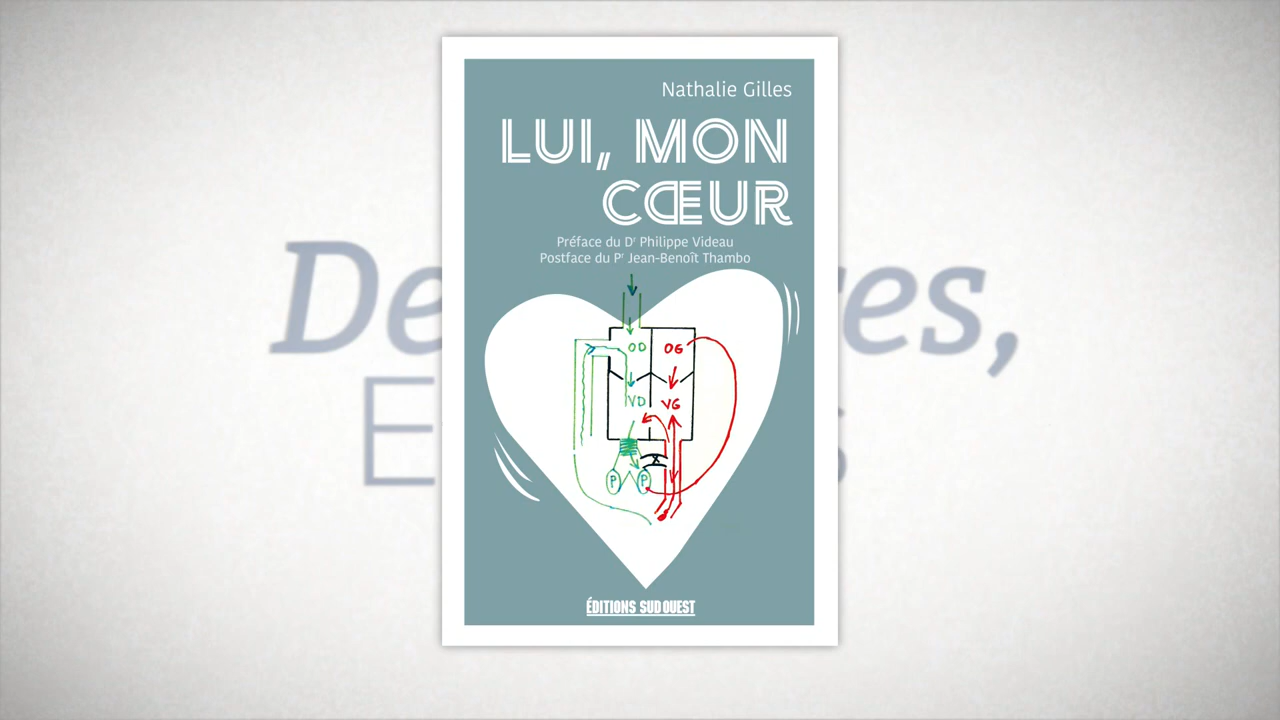 Nathalie Gilles
LUI, MON
CŒUR
Préface du Dr Philippe Videau
Postface du Pr Jean-Benoît Thambo
OD OG
VD VG
P P
ÉDITIONS SUD OUEST